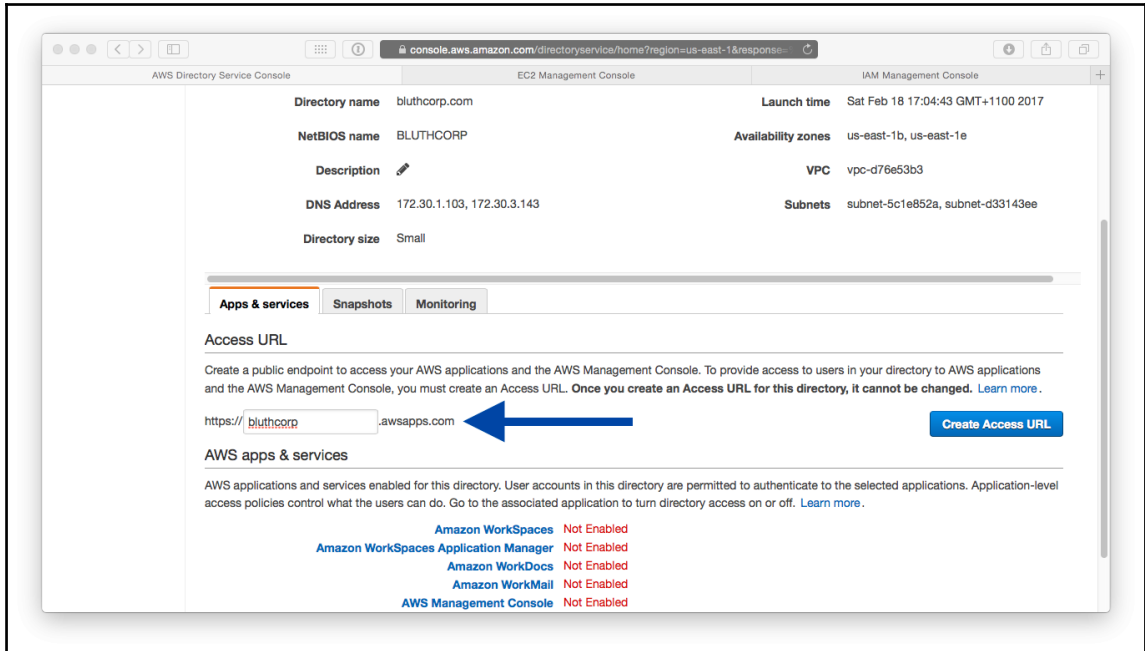 console.aws.amazon.com/directoryservice/home?region=us-east-1&response=
AWS Directory Service Console
EC2 Management Console
IAM Management Console
Directory name bluthcorp.com
Launch time Sat Feb 18 17:04:43 GMT+1100 2017
NetBIOS name BLUTHCORP
Availability zones us-east-1b, us-east-1e
Description
VPC vpc-d76e53b3
DNS Address 172.30.1.103, 172.30.3.143
Subnets subnet-5c1e852a, subnet-d33143ee
Directory size Small
Apps & services
Snapshots
Monitoring
Access URL
Create a public endpoint to access your AWS applications and the AWS Management Console. To provide access to users in your directory to AWS applications
and the AWS Management Console, you must create an Access URL. Once you create an Access URL for this directory, it cannot be changed. Learn more.
https:// bluthcorp .awsapps.com
Create Access URL
AWS apps & services
AWS applications and services enabled for this directory. User accounts in this directory are permitted to authenticate to the selected applications. Application-level
access policies control what the users can do. Go to the associated application to turn directory access on or off. Learn more.
Amazon WorkSpaces Not Enabled
Amazon WorkSpaces Application Manager Not Enabled
Amazon WorkDocs Not Enabled
Amazon WorkMail Not Enabled
AWS Management Console Not Enabled